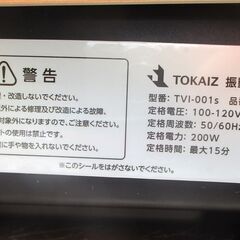 警告
・改造しないでください。
外による修理及び改造による故障、
対象外になりますので、ご注意ください。
トの使用は禁止です。
に手や物を入れないでください。
※このシールをはがさないでください。
TOKAIZ 振
型番: TVI-001s 品
定格電圧: 100-120V
定格周波数: 50/60Hz
定格電力: 200W
定格時間: 最大15分